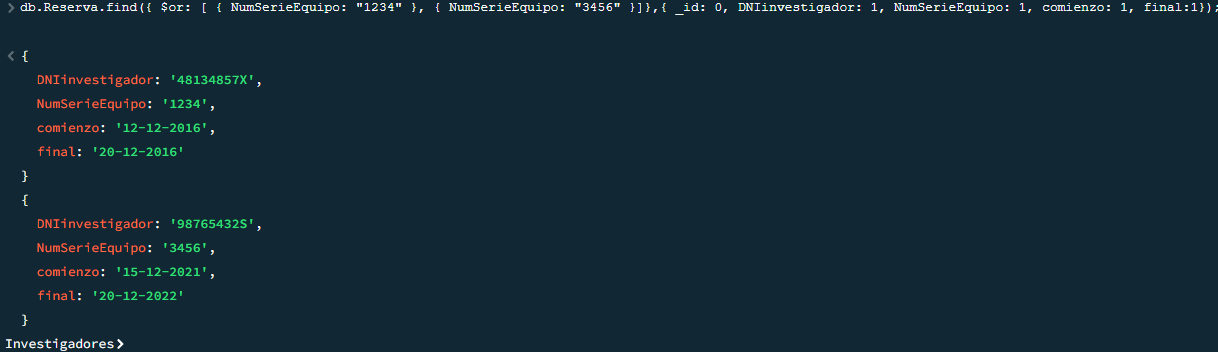 > db.Reserva.find({ $or: [ { NumSerieEquipo: "1234" }, { NumSerieEquipo: "3456" }]},{ _id: 0, DNIinvestigador: 1, NumSerieEquipo: 1, comienzo: 1, final:1});
< {
DNIinvestigador: '48134857X',
NumSerieEquipo: '1234',
comienzo: '12-12-2016',
final: '20-12-2016'
}
{
DNIinvestigador: '98765432S',
NumSerieEquipo: '3456',
comienzo: '15-12-2021',
final: '20-12-2022'
}
Investigadores>